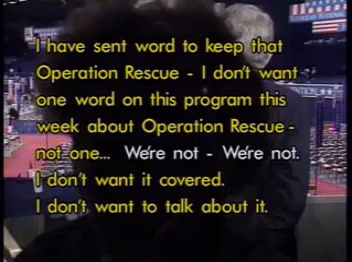 I have sent word to keep that
Operation Rescue - I don't want
one word on this program this
week about Operation Rescue -
not one... We're not - We're not.
I don't want it covered.
I don't want to talk about it.